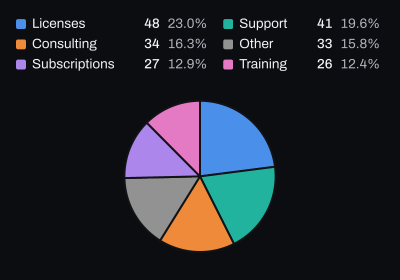 Licenses 48 23.0% Support 41 19.6%
Consulting 34 16.3% Other 33 15.8%
Subscriptions 27 12.9% Training 26 12.4%